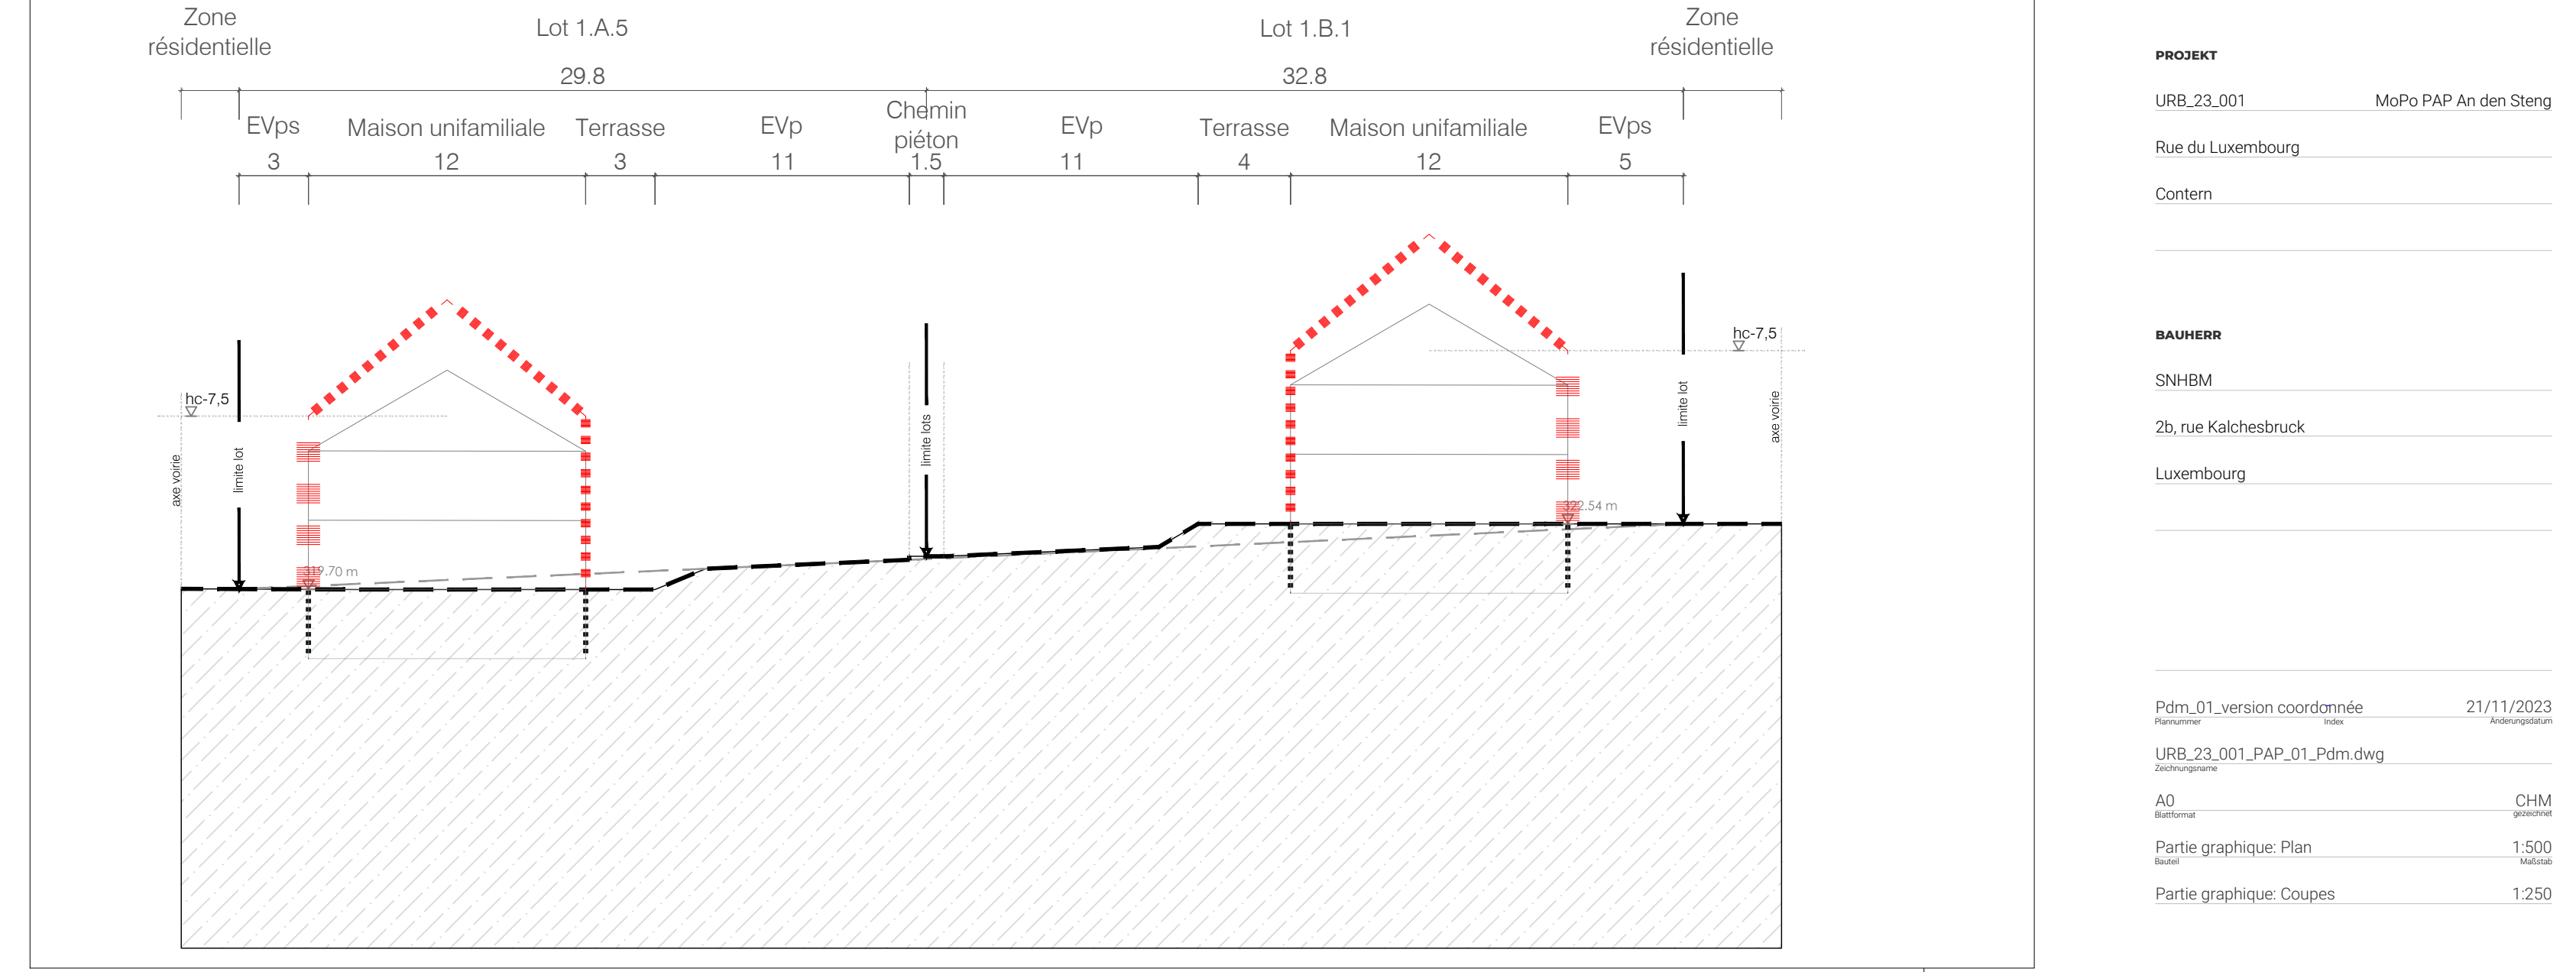 Zone
résidentielle
Lot 1.A.5
Lot 1.B.1
Zone
résidentielle
29.8
32.8
EVps
Maison unifamiliale
Terrasse
EVp
Chemin
piéton
EVp
Terrasse
Maison unifamiliale
EVps
3
12
3
11
1.5
11
4
12
5
hc-7,5
hc-7,5
axe voirie
limite lot
limite lots
limite lot
axe voirie
319.70 m
322.54 m
PROJEKT
URB_23_001 MoPo PAP An den Steng
Rue du Luxembourg
Contern
BAUHERR
SNHBM
2b, rue Kalchesbruck
Luxembourg
Pdm_01_version coordonnée - 21/11/2023
Plannummer Index Änderungsdatum
URB_23_001_PAP_01_Pdm.dwg
Zeichnungsname
A0 CHM
Blattformat gezeichnet
Partie graphique: Plan 1:500
Bauteil Maßstab
Partie graphique: Coupes 1:250